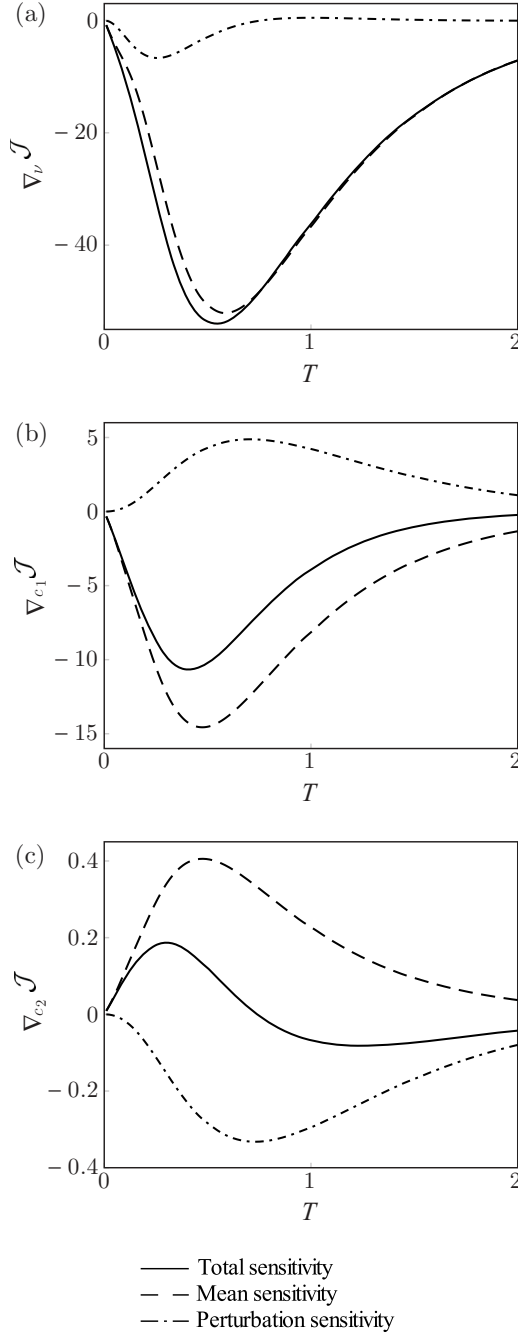 (a)
0
−20
−40
∇ν 𝒥
0
1
2
T
(b)
5
0
−5
−10
−15
∇c1 𝒥
0
1
2
T
(c)
0.4
0.2
0
−0.2
−0.4
∇c2 𝒥
0
1
2
T
Total sensitivity
Mean sensitivity
Perturbation sensitivity